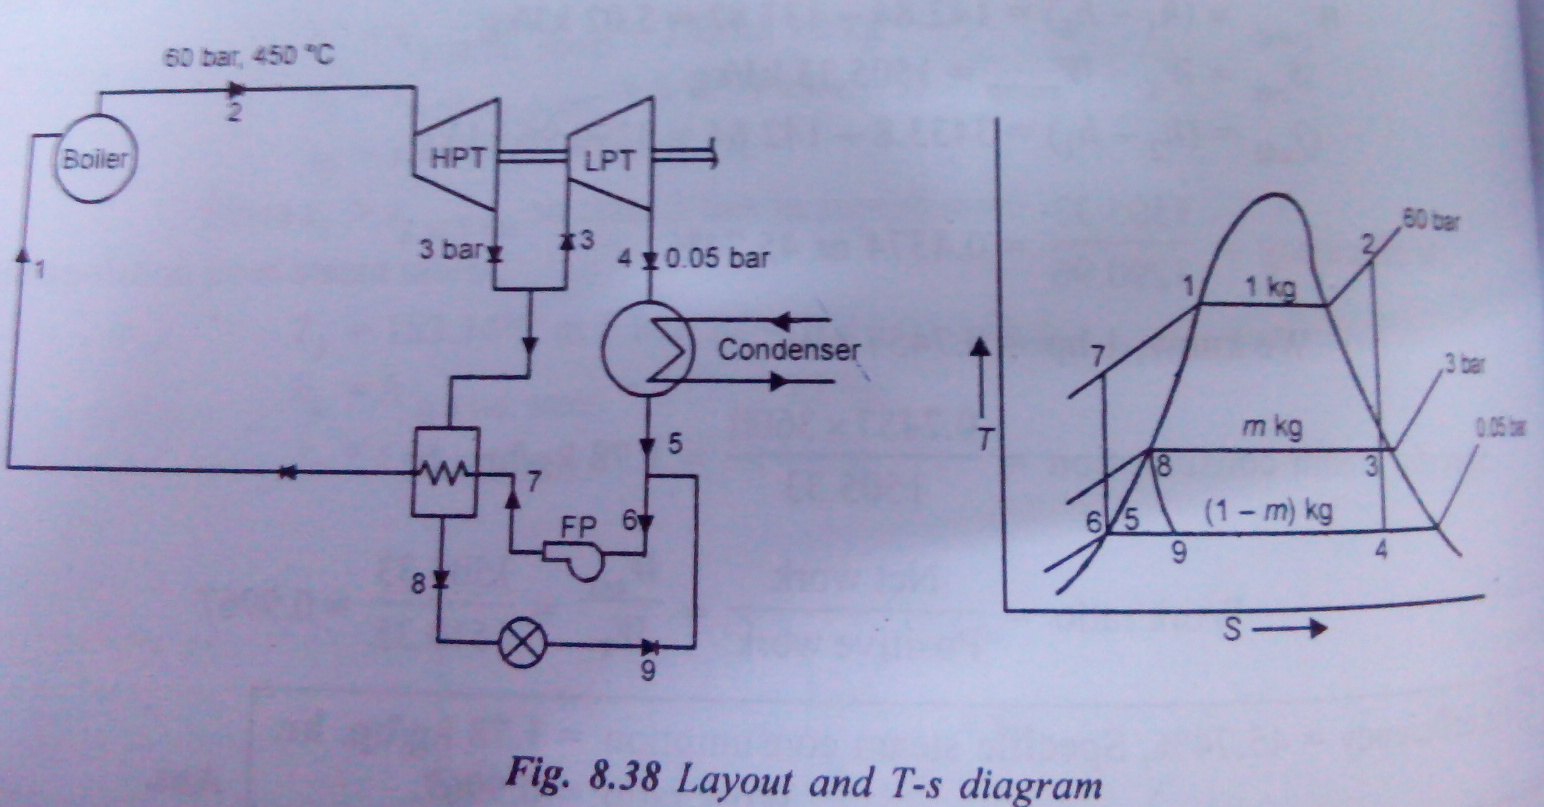 60 bar, 450 °C
2
Boiler
HPT
LPT
1
3 bar
3
4
0.05 bar
Condenser
5
7
6
FP
8
9
T
S
1
1 kg
2
60 bar
7
3 bar
m kg
8
3
0.05 bar
6
5
(1 – m) kg
9
4
Fig. 8.38 Layout and T-s diagram